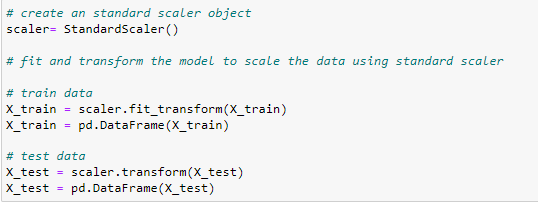 # create an standard scaler object
scaler= StandardScaler()
# fit and transform the model to scale the data using standard scaler
# train data
X_train = scaler.fit_transform(X_train)
X_train = pd.DataFrame(X_train)
# test data
X_test = scaler.transform(X_test)
X_test = pd.DataFrame(X_test)